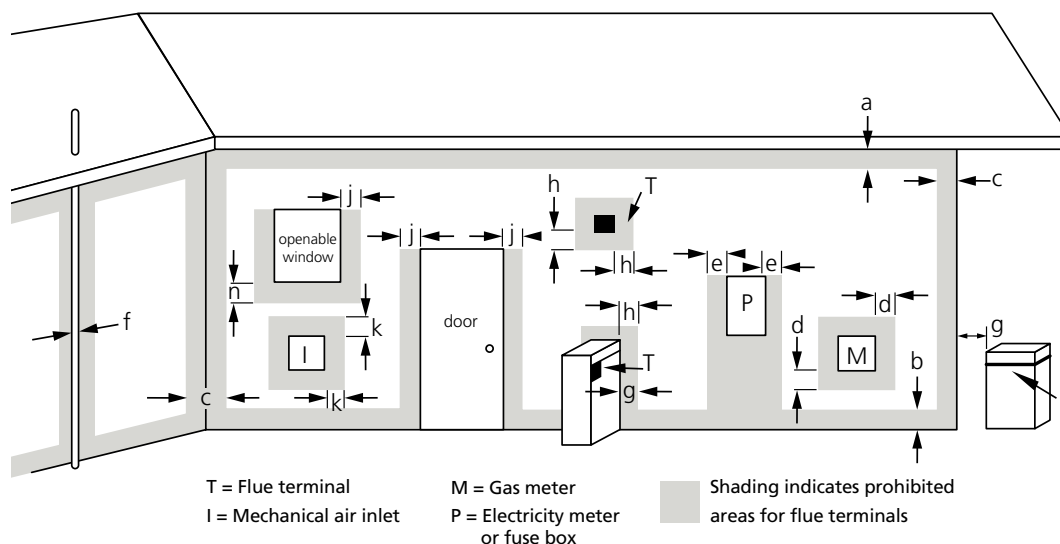 a
c
j
h
T
openable
window
j
j
h
e
e
P
n
f
k
I
door
h
d
d
M
g
T
b
c
k
g
T = Flue terminal
I = Mechanical air inlet
M = Gas meter
P = Electricity meter
or fuse box
Shading indicates prohibited
areas for flue terminals